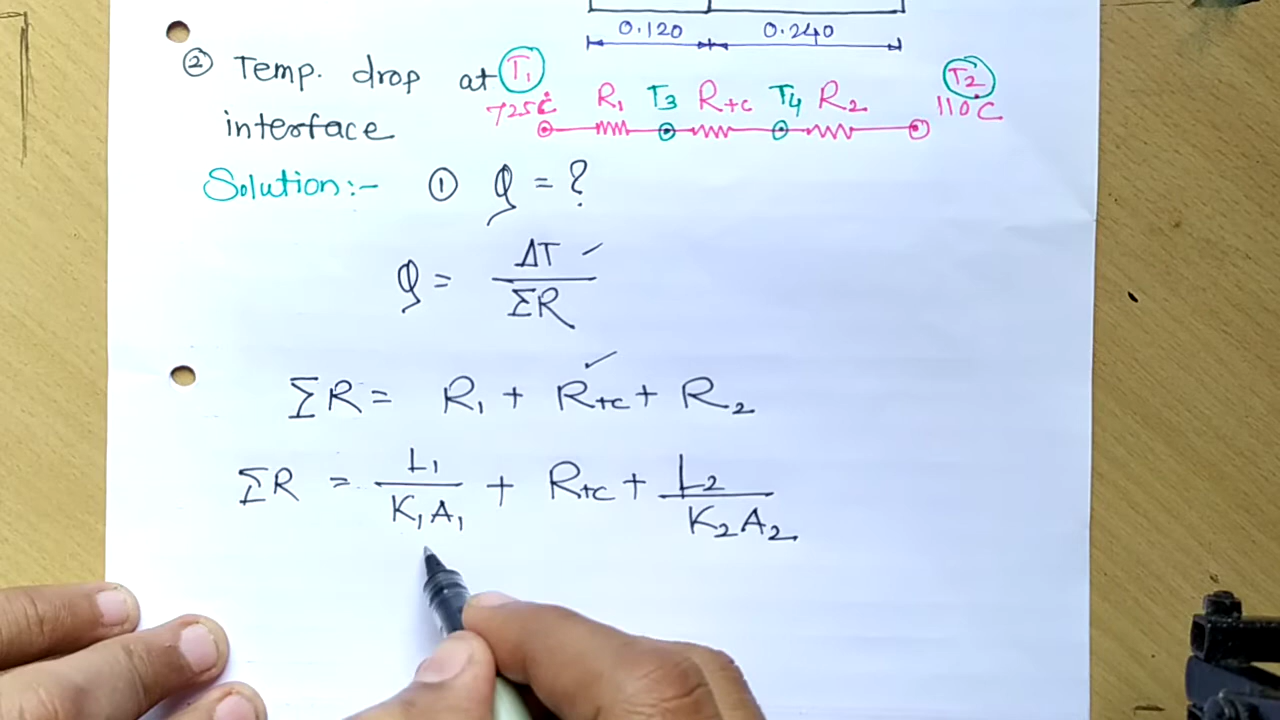 0.120 0.240
② Temp. drop at T1 R1 T3 Rtc T4 R2 T2
725°C 110°C
interface
Solution:- ① Q = ?
Q = ΔT ✓
ΣR
ΣR = R1 + Rtc + R2
ΣR = L1 + Rtc + L2
K1A1 K2A2